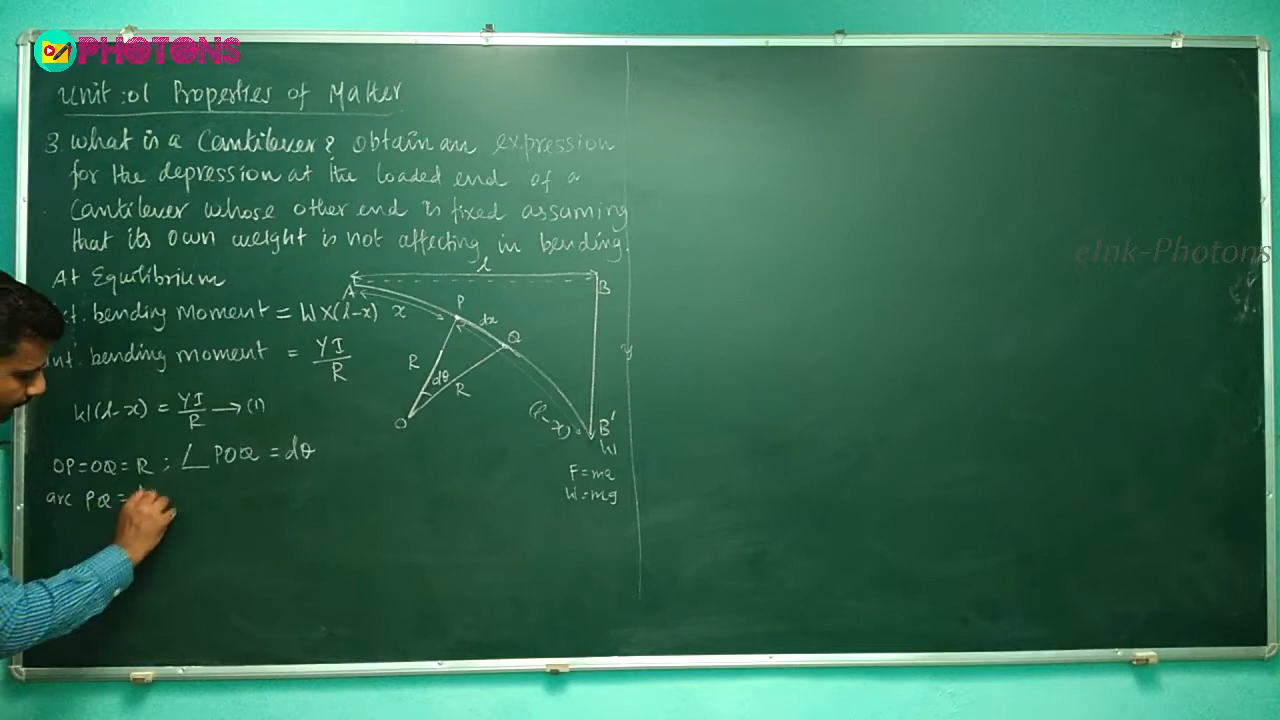 PHOTONS
Unit :01 Properties of Matter
3. What is a Cantilever? obtain an expression
for the depression at the loaded end of a
Cantilever whose other end is fixed assuming
that its own weight is not affecting in bending.
At Equilibrium
bending moment = W×(l-x)
Int. bending moment = YI/R
W(l-x) = YI/R → (1)
OP=OQ=R ; ∠POQ = dθ
arc PQ =
l
A
B
x
P
dx
Q
R
dθ
R
O
y
(l-x)
B'
W
F=ma
W=mg
eInk-Photons